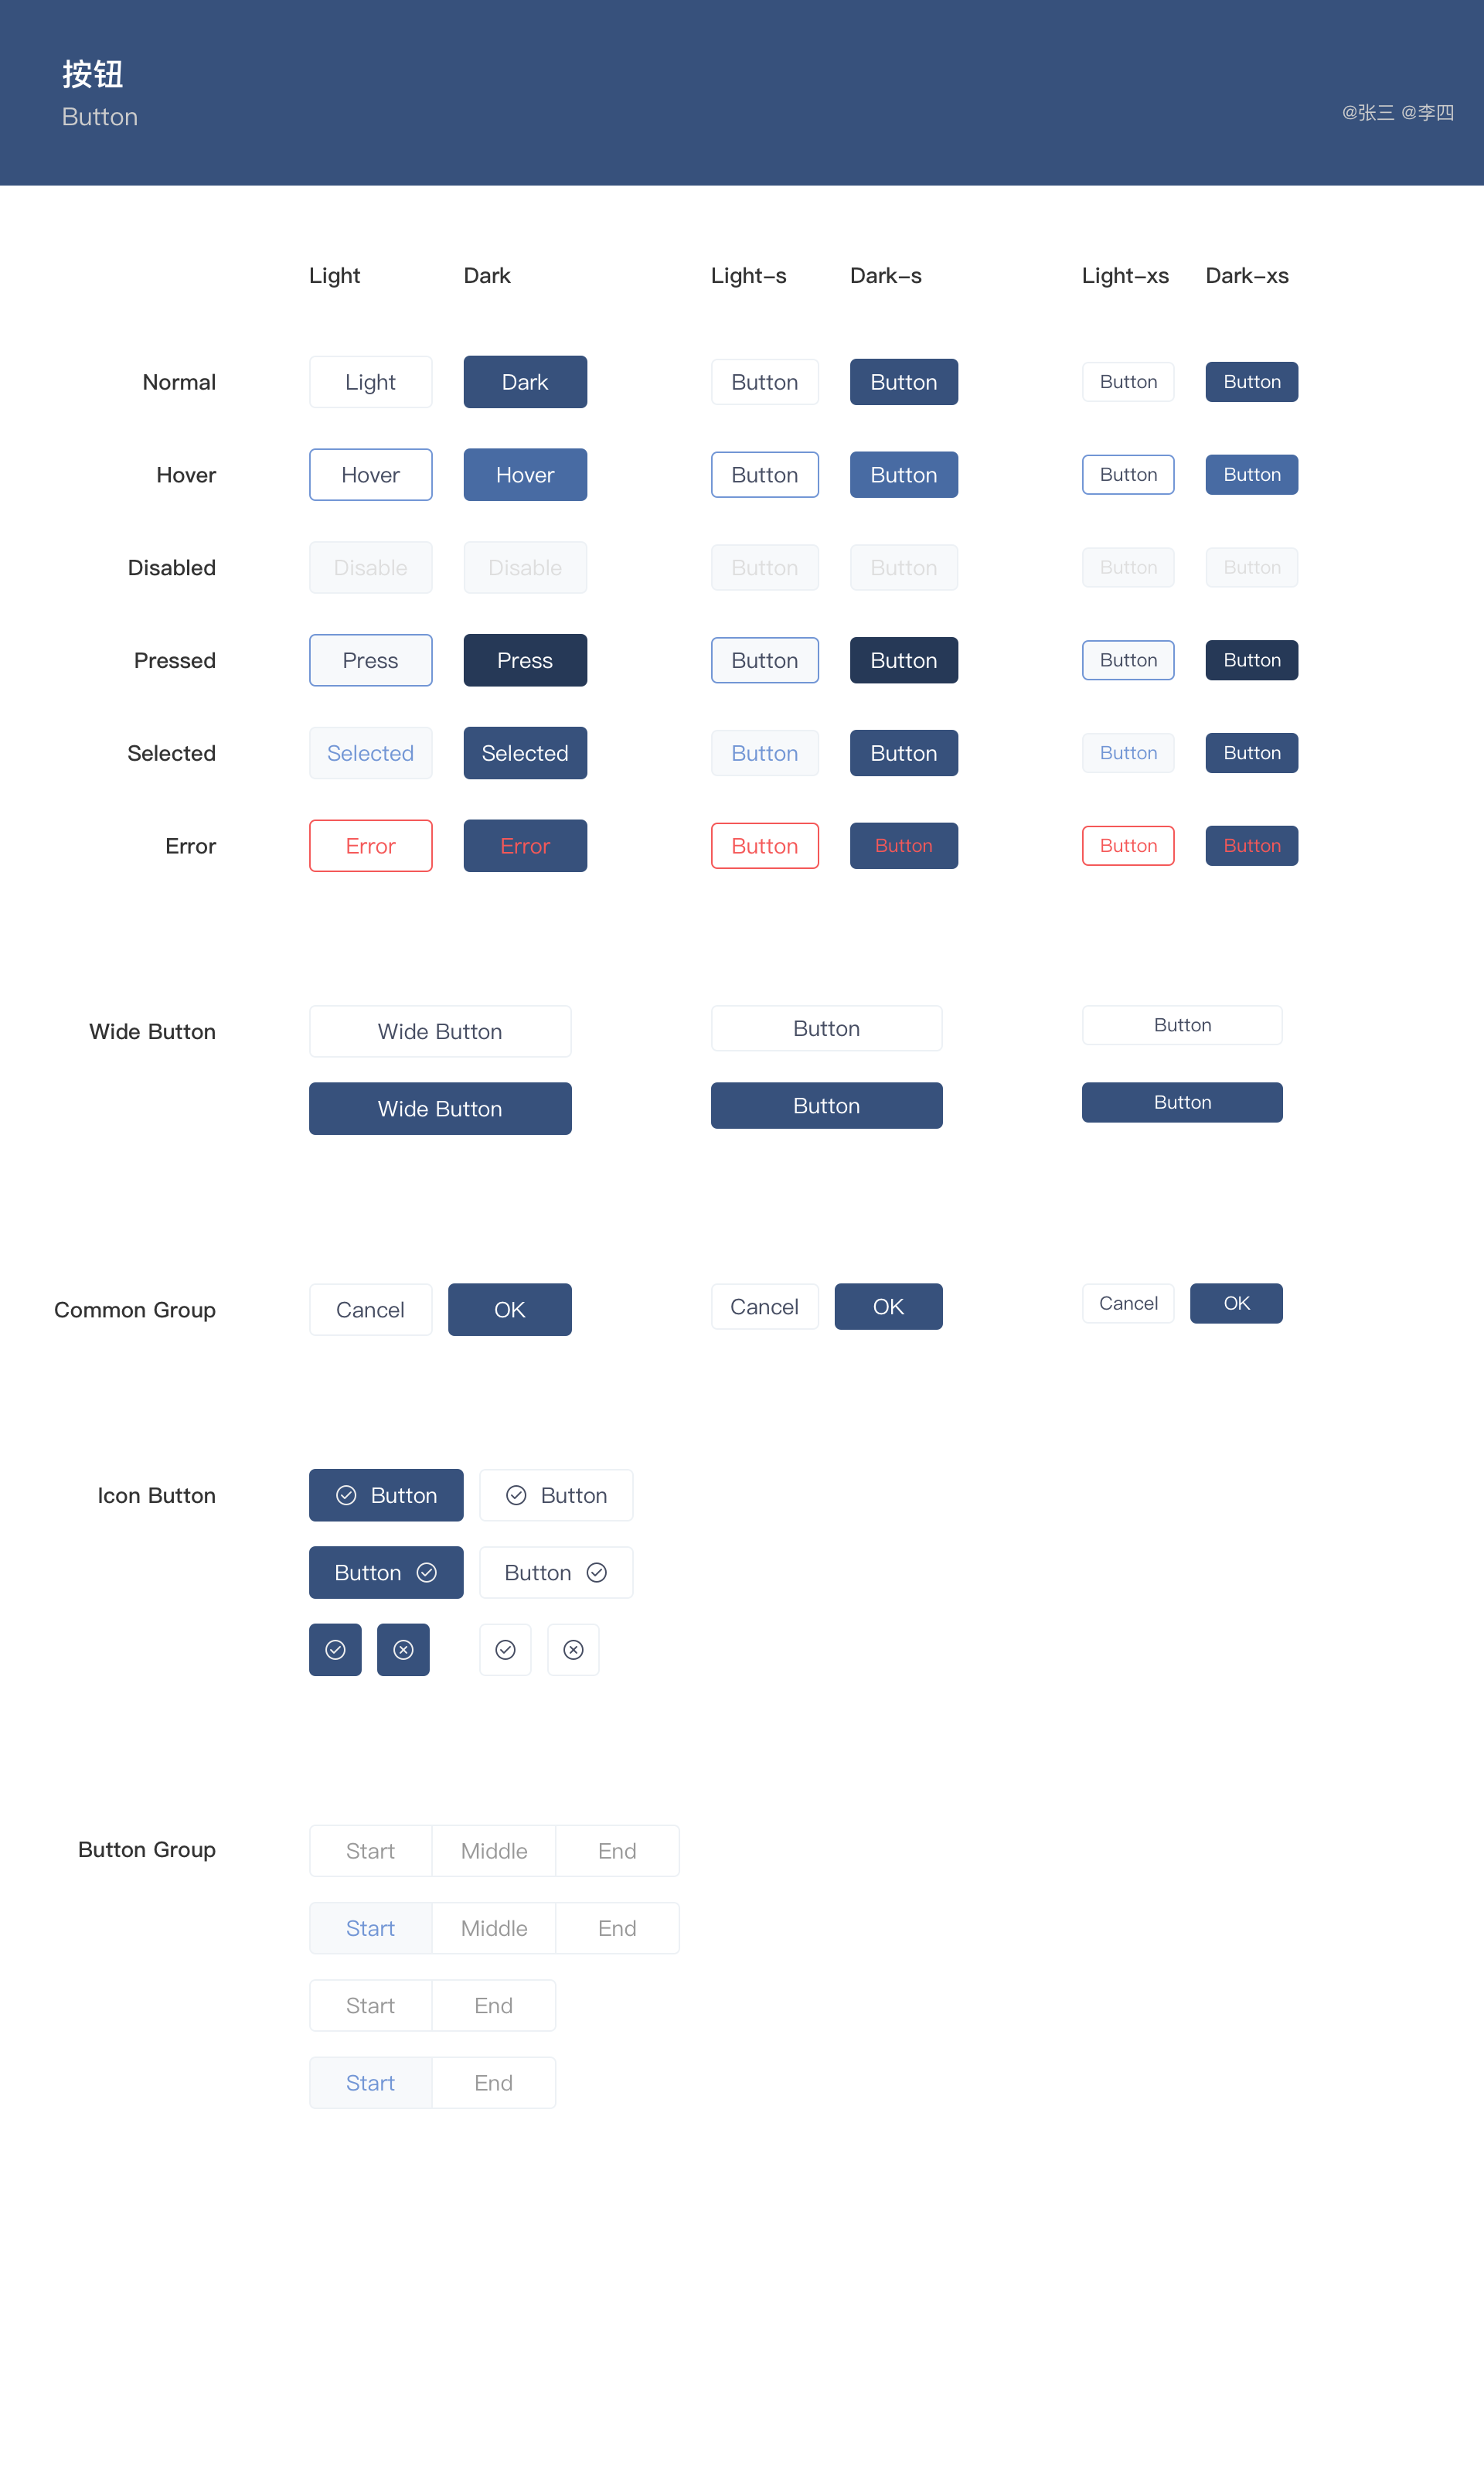 按钮
Button
@张三 @李四
Light Dark Light-s Dark-s Light-xs Dark-xs
Normal Light Dark Button Button Button Button
Hover Hover Hover Button Button Button Button
Disabled Disable Disable Button Button Button Button
Pressed Press Press Button Button Button Button
Selected Selected Selected Button Button Button Button
Error Error Error Button Button Button Button
Wide Button Wide Button Button Button
Wide Button Button Button
Common Group Cancel OK Cancel OK Cancel OK
Icon Button Button Button
Button Button
Button Group Start Middle End
Start Middle End
Start End
Start End